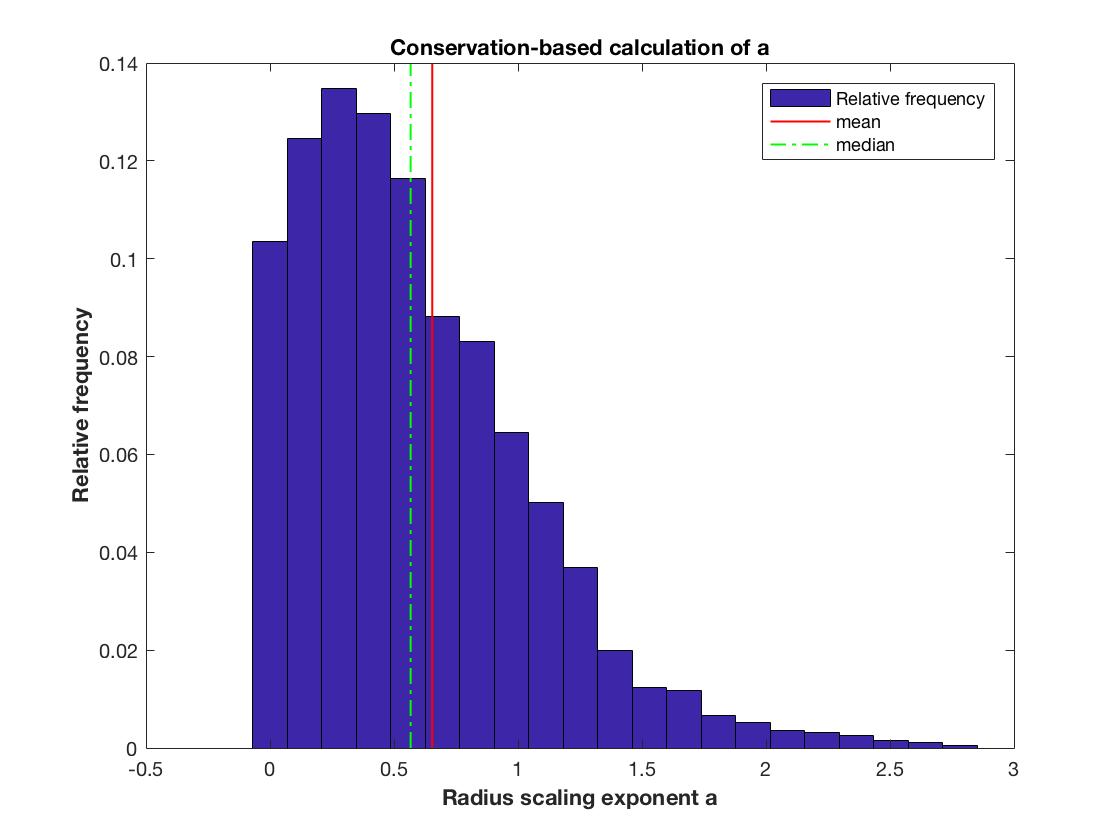 Conservation-based calculation of a
Relative frequency
mean
median
0.14
0.12
0.1
0.08
0.06
0.04
0.02
0
Relative frequency
-0.5 0 0.5 1 1.5 2 2.5 3
Radius scaling exponent a